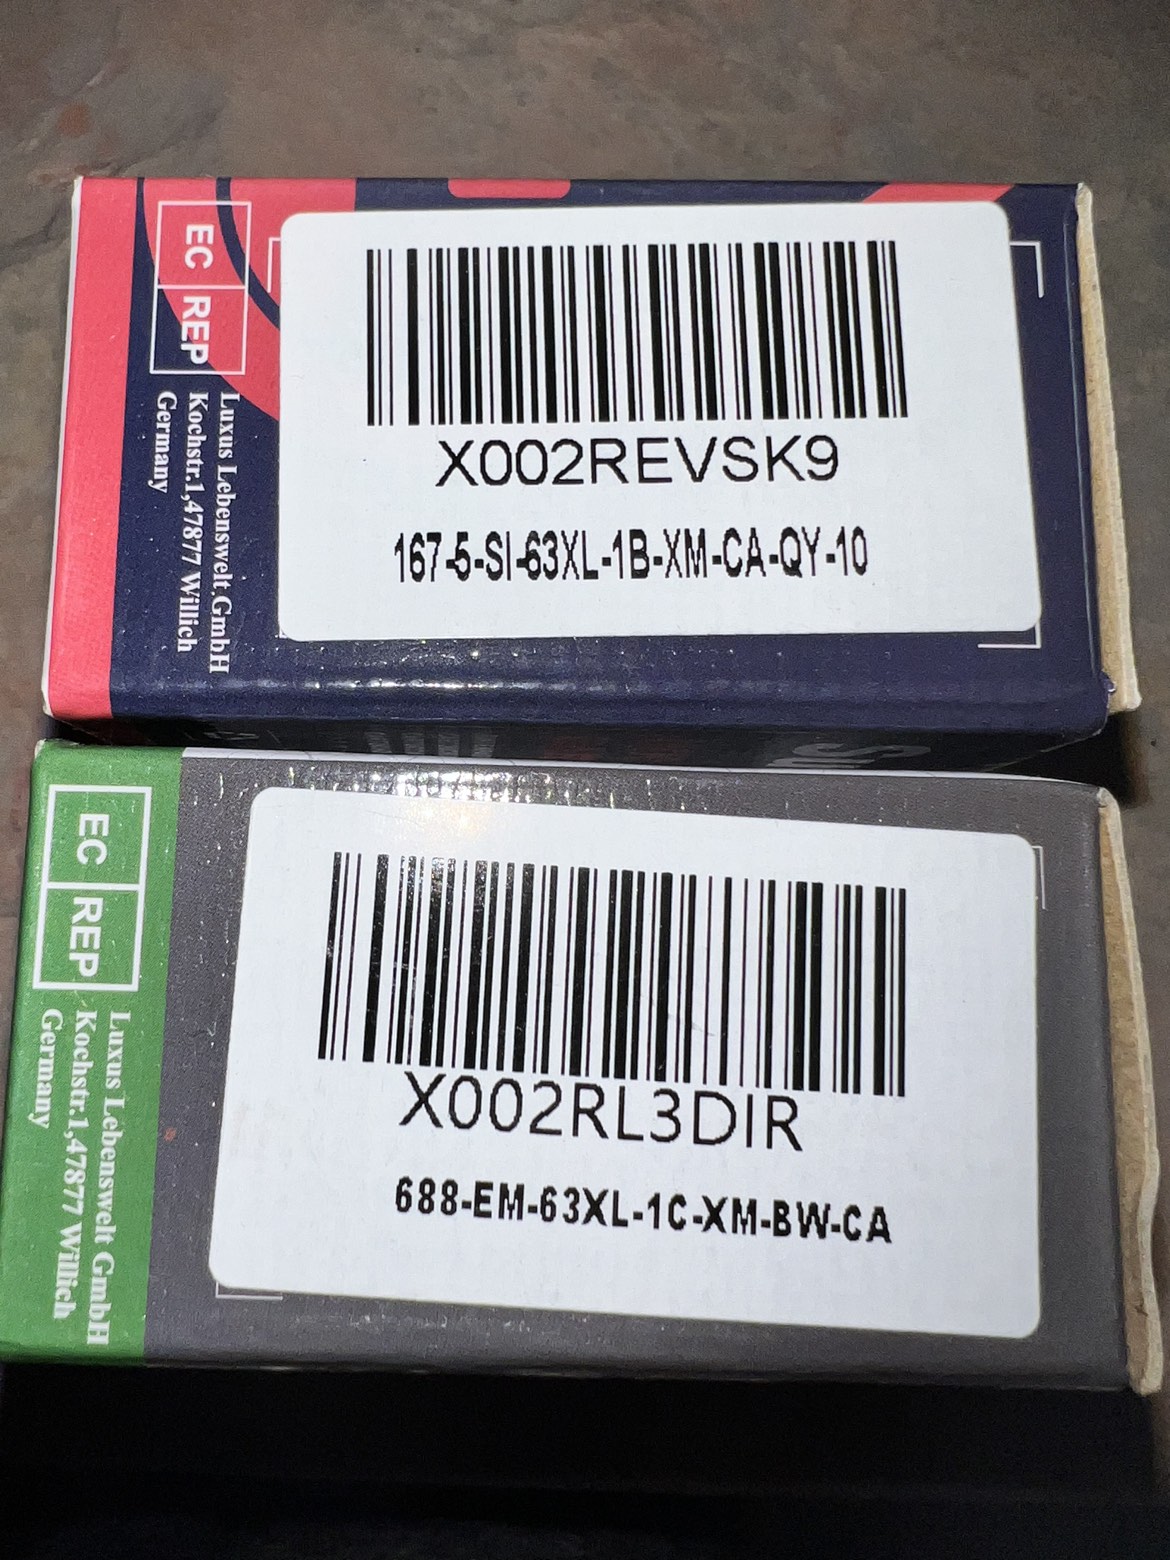 EC REP
Luxus Lebenswelt GmbH
Kochstr.1,47877 Willich
Germany
X002REVSK9
167-5-SI-63XL-1B-XM-CA-QY-10
EC REP
Luxus Lebenswelt GmbH
Kochstr.1,47877 Willich
Germany
X002RL3DIR
688-EM-63XL-1C-XM-BW-CA